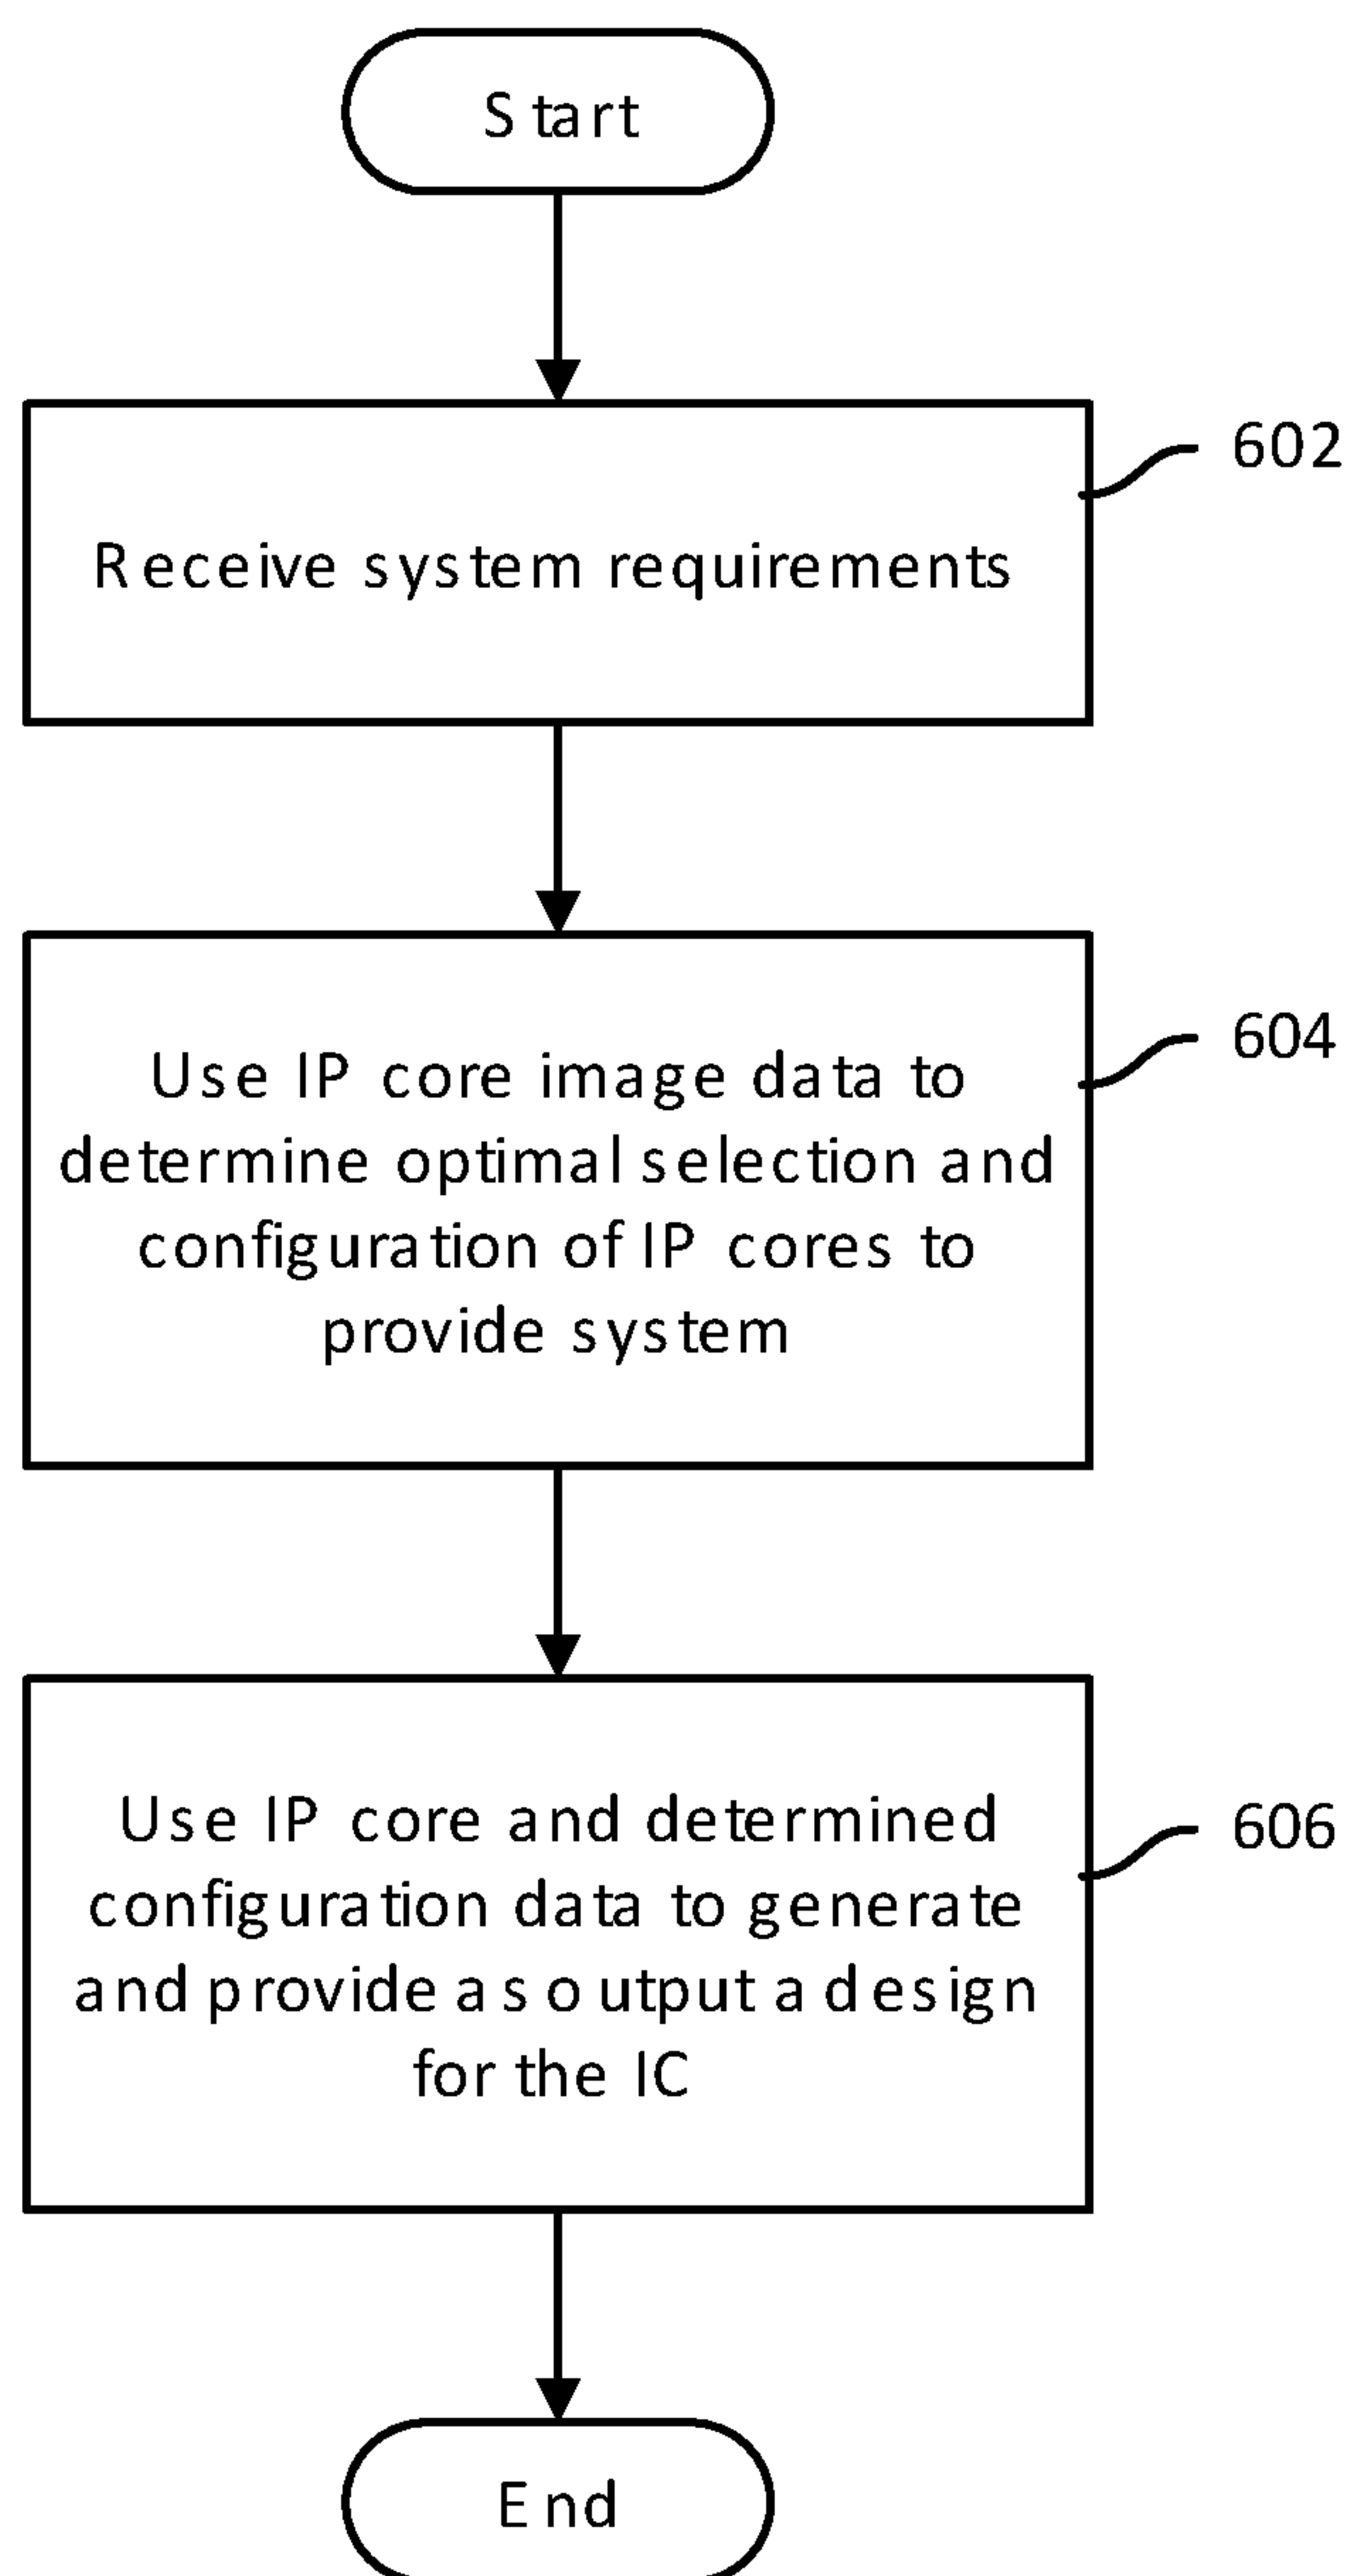 Start
602
Receive system requirements
604
Use IP core image data to
determine optimal selection and
configuration of IP cores to
provide system
606
Use IP core and determined
configuration data to generate
and provide as output a design
for the IC
End